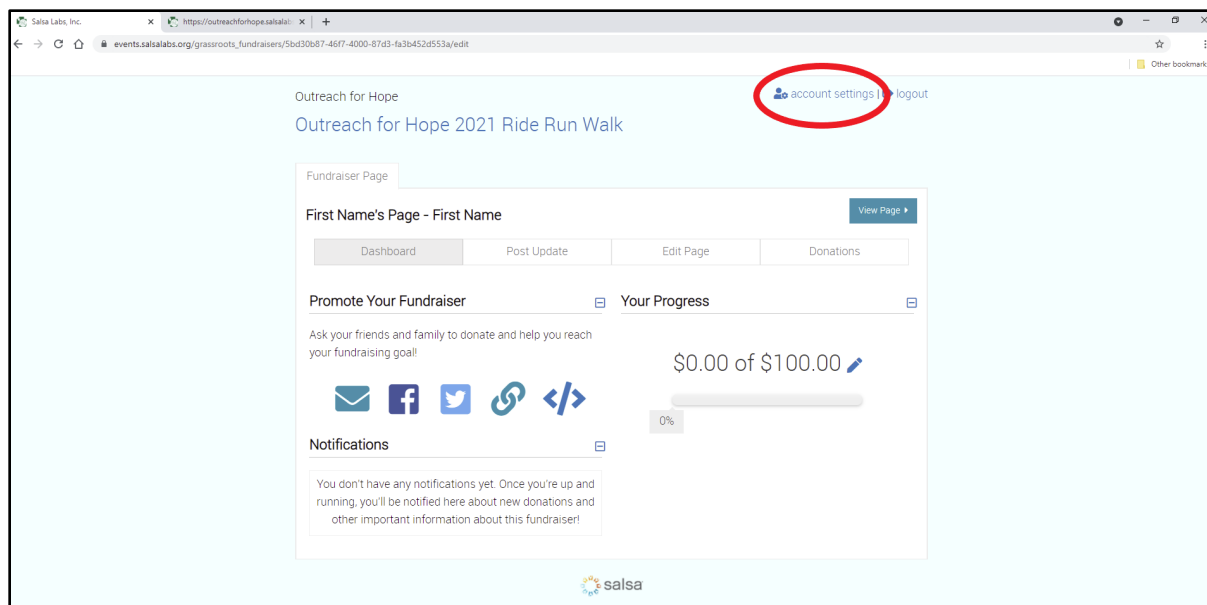 Salsa Labs, Inc.
https://outreachforhope.salsalab
events.salsalabs.org/grassroots_fundraisers/5bd30b87-46f7-4000-87d3-fa3b452d553a/edit
Other bookmark
Outreach for Hope
account settings | logout
Outreach for Hope 2021 Ride Run Walk
Fundraiser Page
First Name's Page - First Name
View Page
Dashboard Post Update Edit Page Donations
Promote Your Fundraiser
Your Progress
Ask your friends and family to donate and help you reach
your fundraising goal!
$0.00 of $100.00
0%
Notifications
You don't have any notifications yet. Once you're up and
running, you'll be notified here about new donations and
other important information about this fundraiser!
salsa